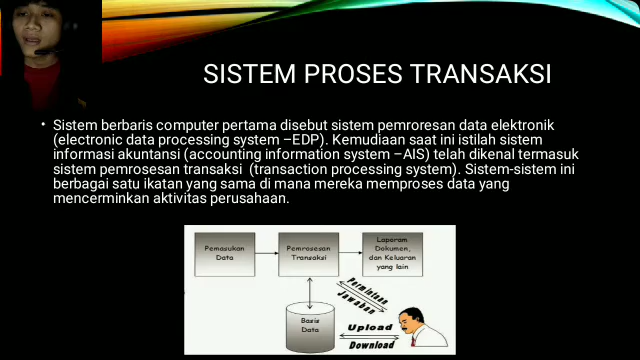 SISTEM PROSES TRANSAKSI
• Sistem berbaris computer pertama disebut sistem pemroresan data elektronik
(electronic data processing system –EDP). Kemudiaan saat ini istilah sistem
informasi akuntansi (accounting information system –AIS) telah dikenal termasuk
sistem pemrosesan transaksi (transaction processing system). Sistem-sistem ini
berbagai satu ikatan yang sama di mana mereka memproses data yang
mencerminkan aktivitas perusahaan.
Pemasukan
Data
Pemrosesan
Transaksi
Laporan
Dokumen,
dan Keluaran
yang lain
Permintaan
Jawaban
Basis
Data
Upload
Download